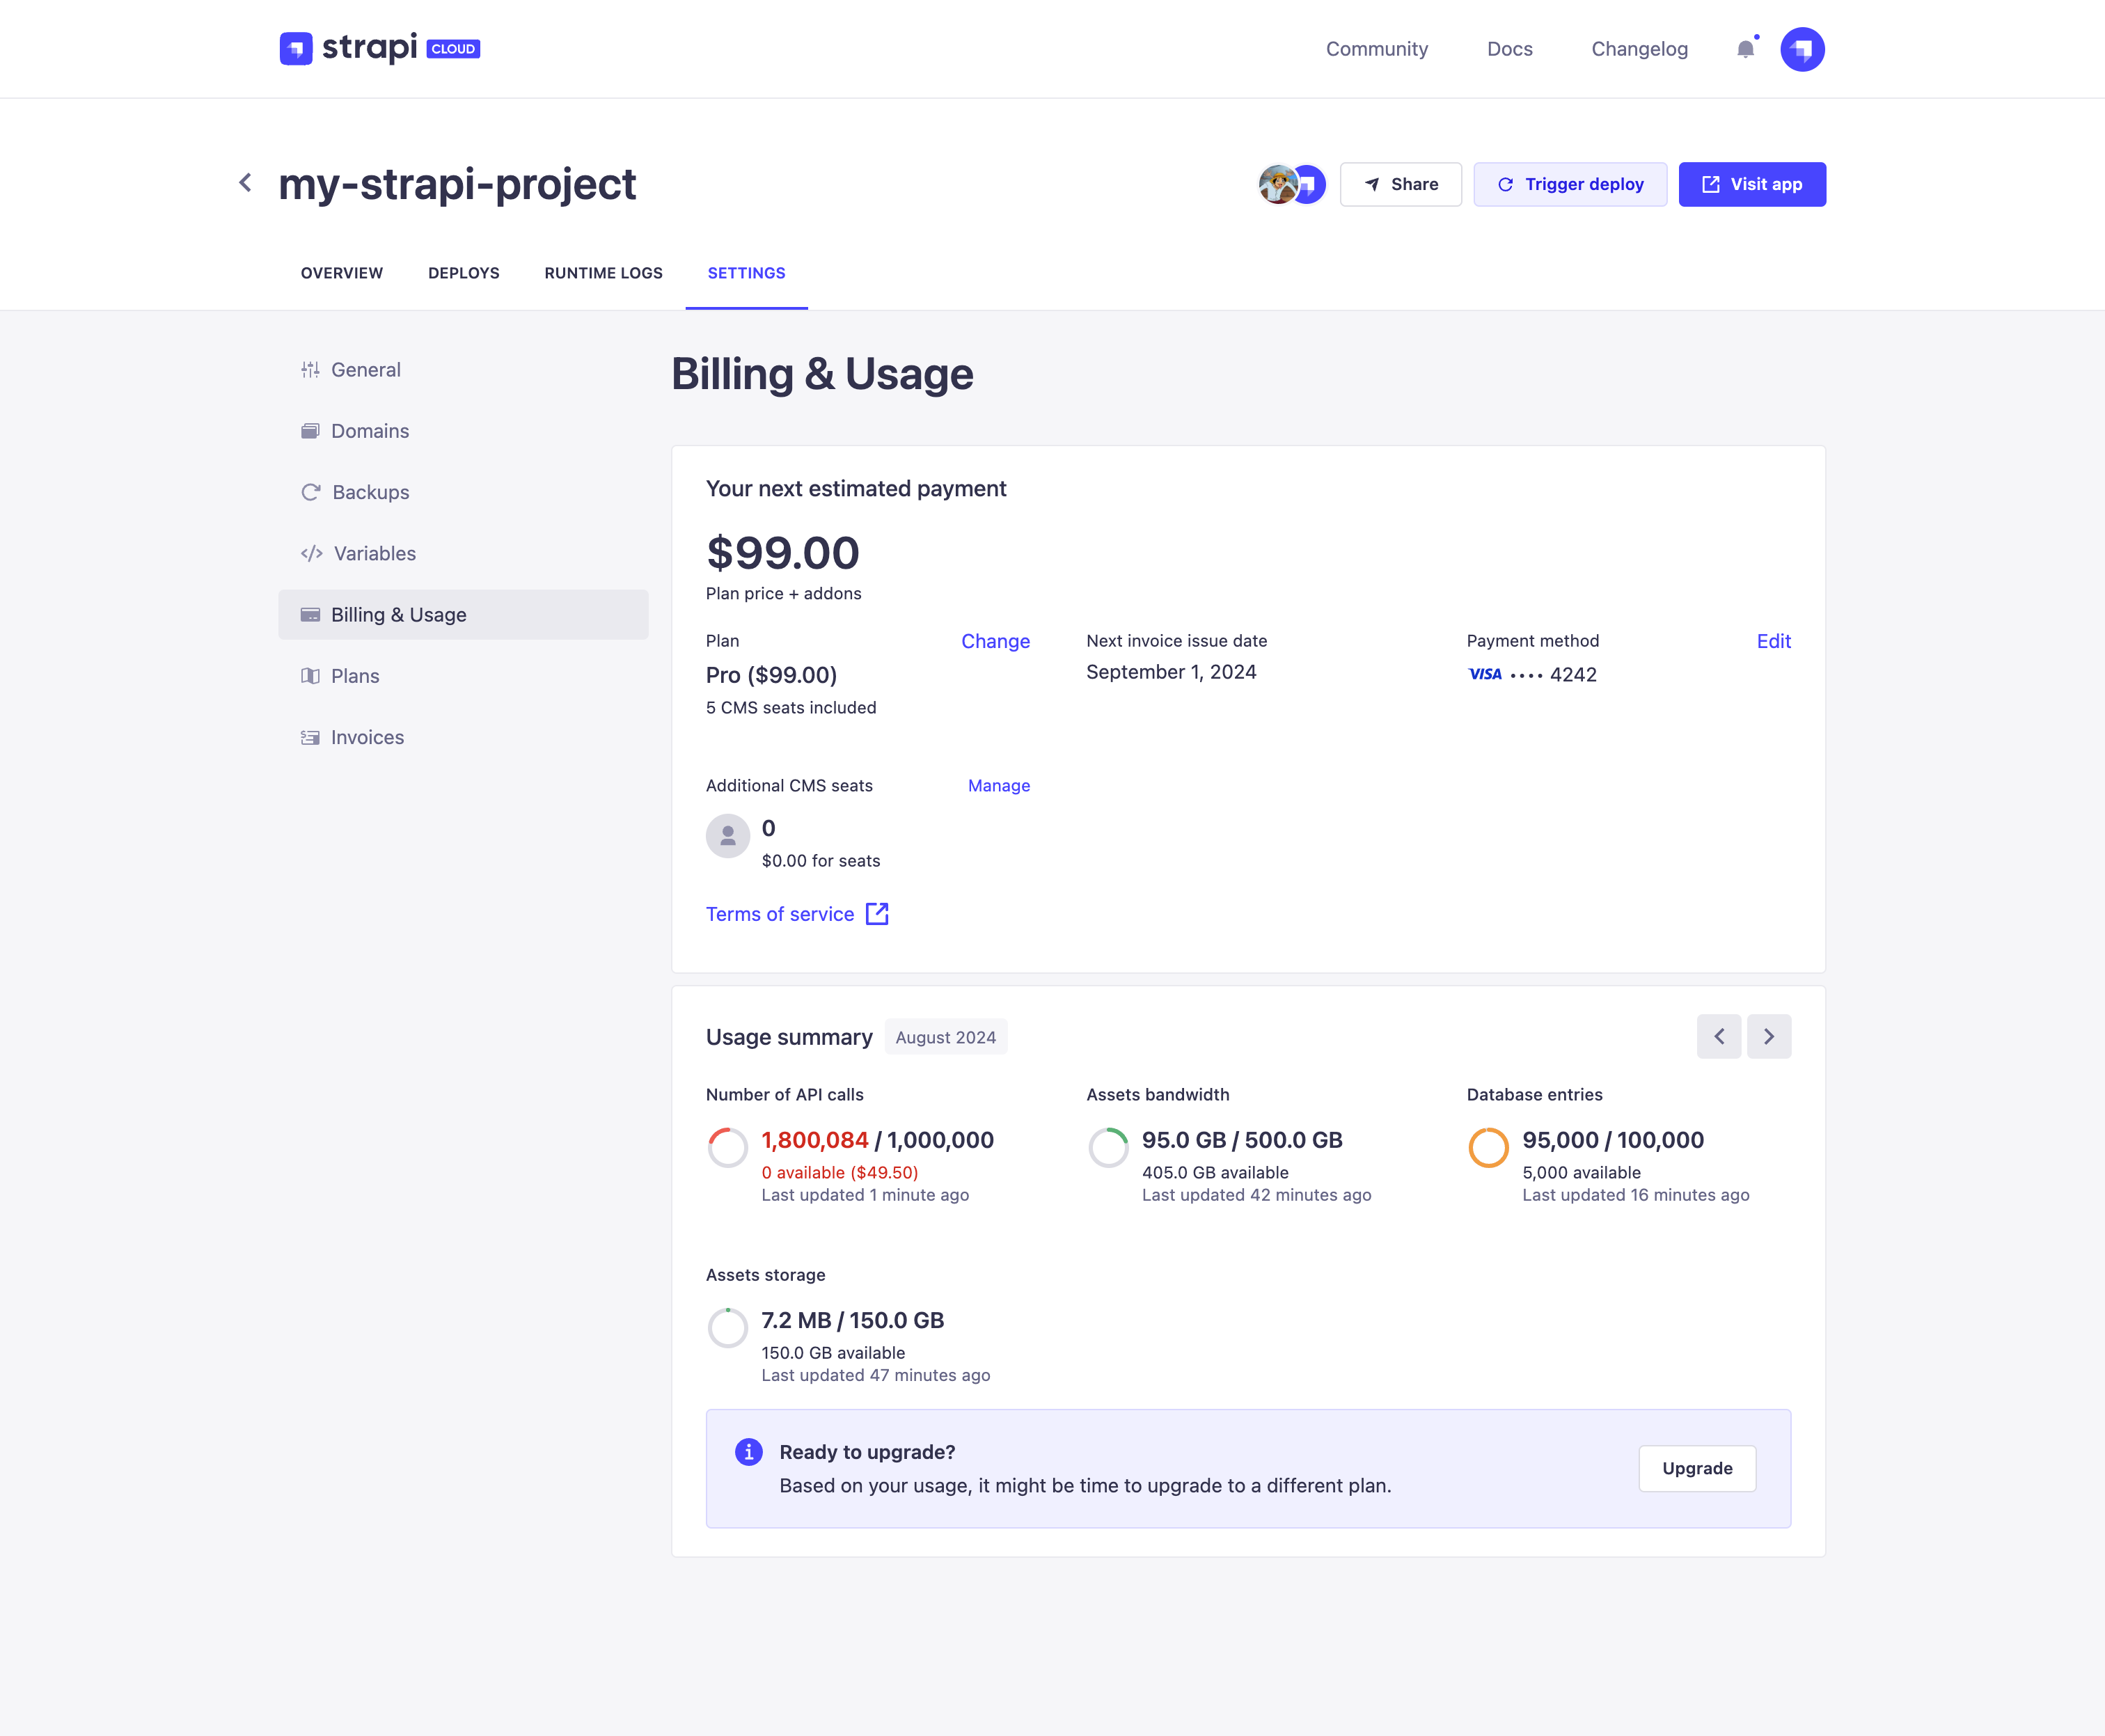 strapi CLOUD
Community Docs Changelog
my-strapi-project
Share Trigger deploy Visit app
OVERVIEW DEPLOYS RUNTIME LOGS SETTINGS
General
Domains
Backups
Variables
Billing & Usage
Plans
Invoices
Billing & Usage
Your next estimated payment
$99.00
Plan price + addons
Plan Change
Pro ($99.00)
5 CMS seats included
Next invoice issue date
September 1, 2024
Payment method Edit
VISA •••• 4242
Additional CMS seats Manage
0
$0.00 for seats
Terms of service
Usage summary August 2024
Number of API calls
1,800,084 / 1,000,000
0 available ($49.50)
Last updated 1 minute ago
Assets bandwidth
95.0 GB / 500.0 GB
405.0 GB available
Last updated 42 minutes ago
Database entries
95,000 / 100,000
5,000 available
Last updated 16 minutes ago
Assets storage
7.2 MB / 150.0 GB
150.0 GB available
Last updated 47 minutes ago
Ready to upgrade?
Based on your usage, it might be time to upgrade to a different plan.
Upgrade